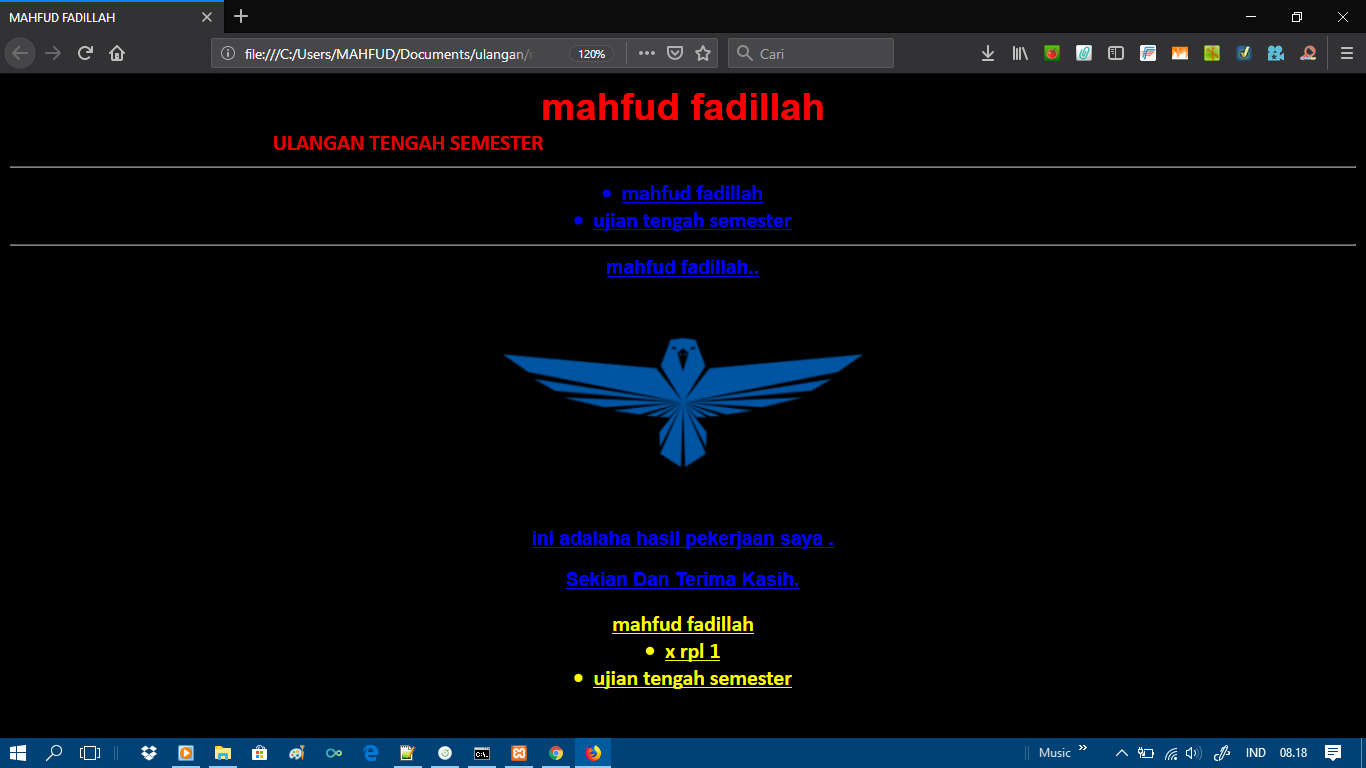 MAHFUD FADILLAH
file:///C:/Users/MAHFUD/Documents/ulangan/
120%
Cari
mahfud fadillah
ULANGAN TENGAH SEMESTER
mahfud fadillah
ujian tengah semester
mahfud fadillah..
ini adalaha hasil pekerjaan saya .
Sekian Dan Terima Kasih.
mahfud fadillah
x rpl 1
ujian tengah semester
Music
IND
08.18